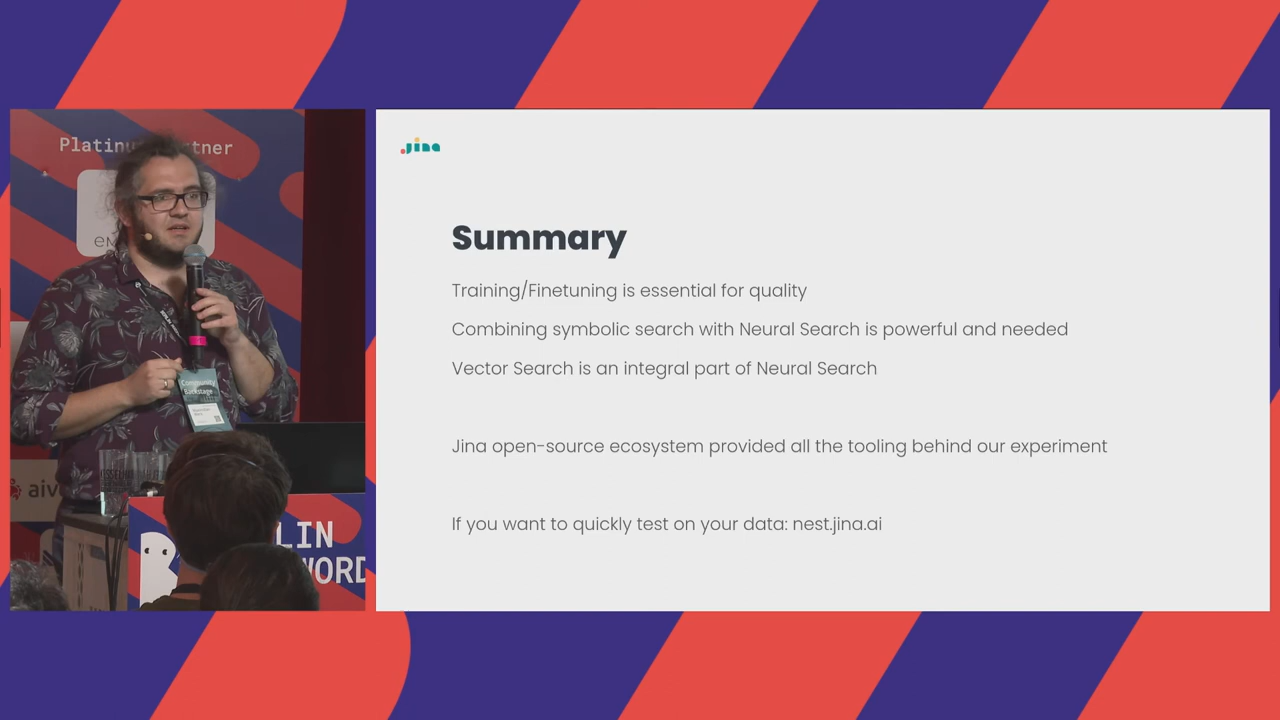 Platinum Partner
Community
Backstage
aiv
LIN
WORD
Jina
Summary
Training/Finetuning is essential for quality
Combining symbolic search with Neural Search is powerful and needed
Vector Search is an integral part of Neural Search
Jina open-source ecosystem provided all the tooling behind our experiment
If you want to quickly test on your data: nest.jina.ai